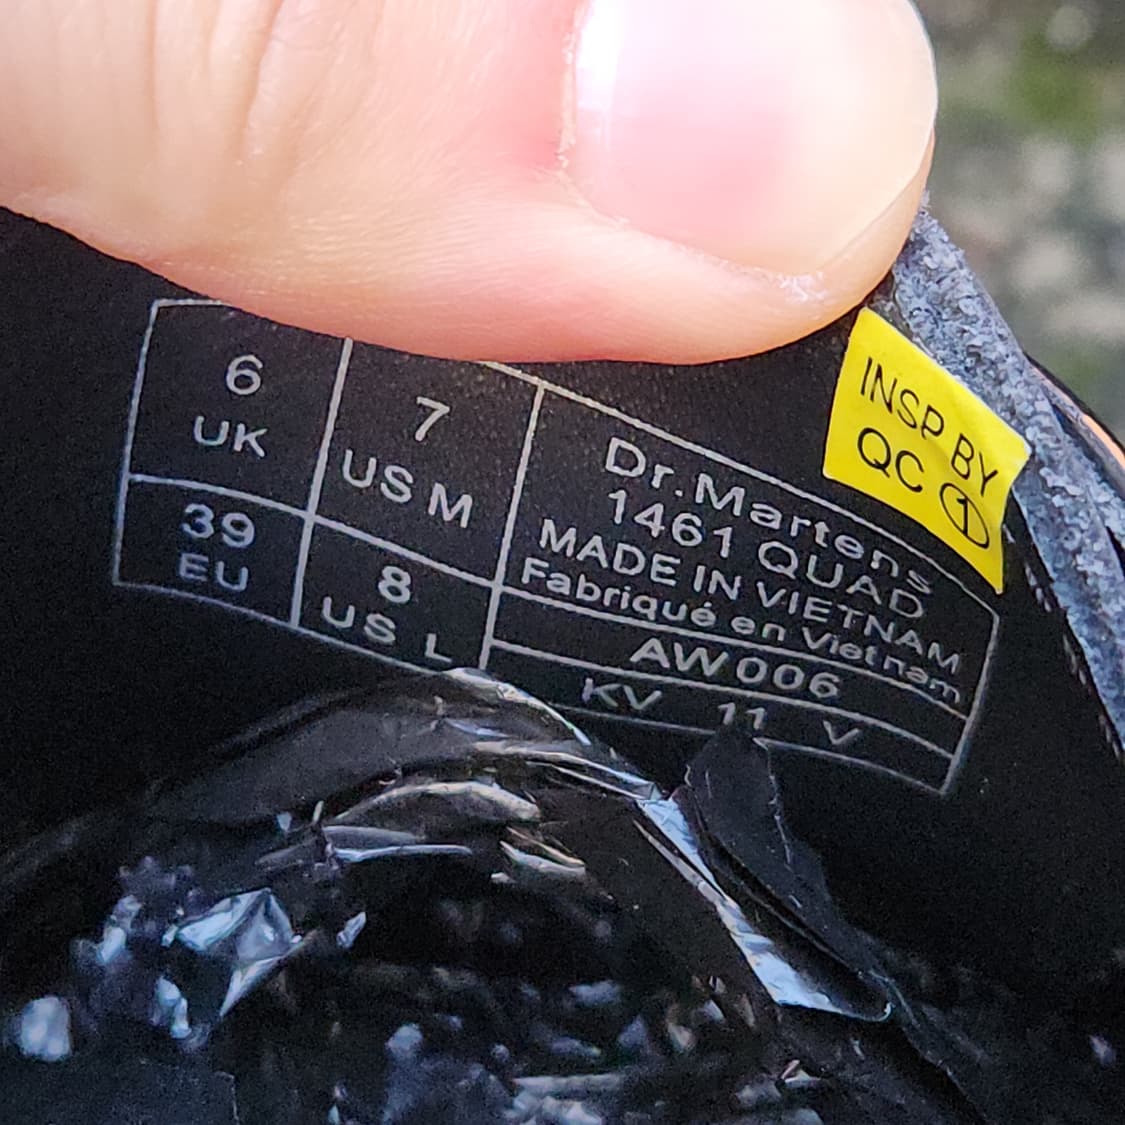 6
UK
7
US M
39
EU
8
US L
Dr.Martens
1461 QUAD
MADE IN VIETNAM
Fabriqué en Vietnam
AW006
KV 11 V
INSP BY
QC 1